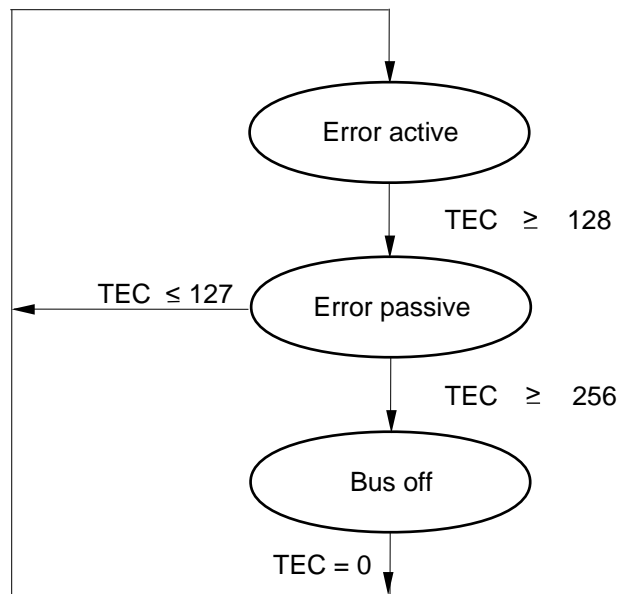 Error active
TEC ≥ 128
TEC ≤ 127
Error passive
TEC ≥ 256
Bus off
TEC = 0